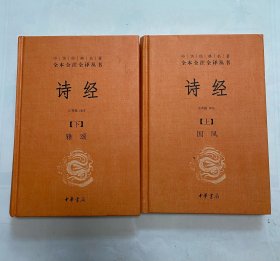 中华经典名著
全本全注全译丛书
诗经
【下】
雅颂
中华书局
中华经典名著
全本全注全译丛书
诗经
【上】
国风
中华书局